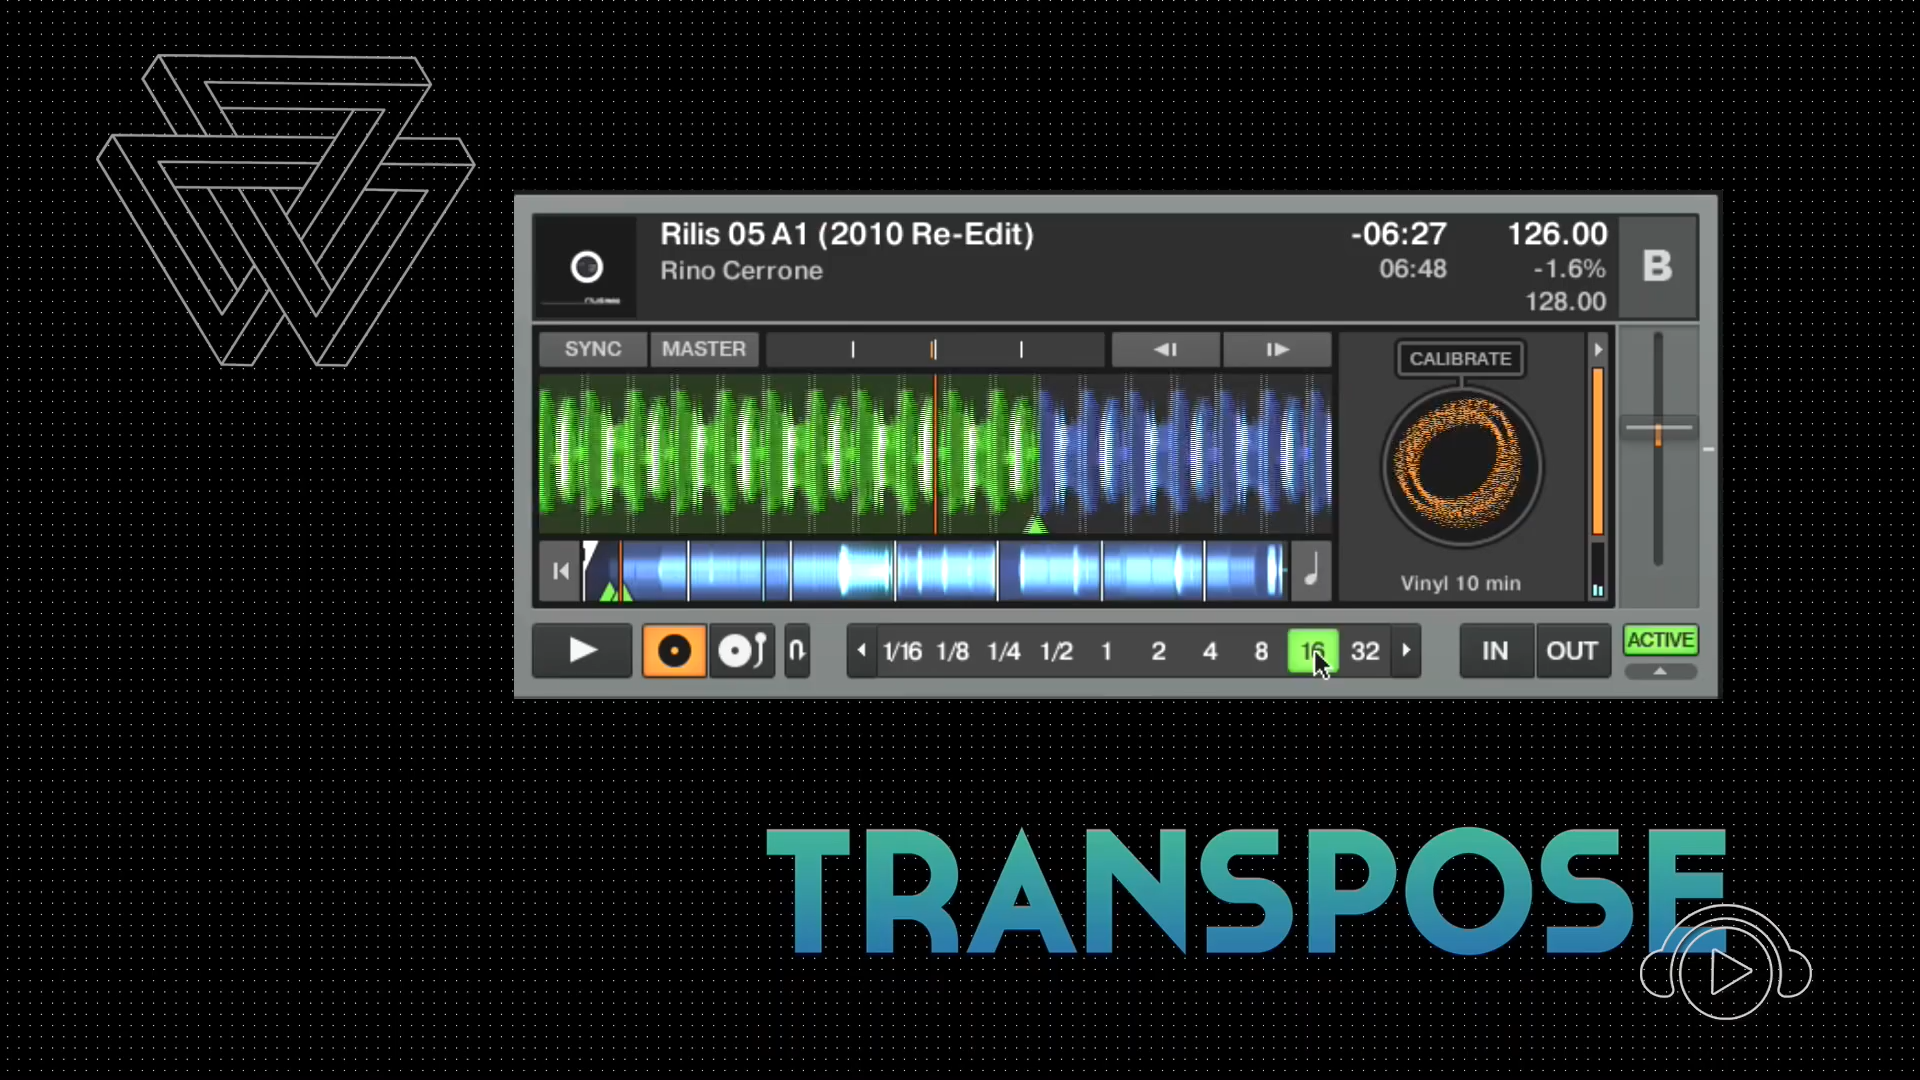 Rilis 05 A1 (2010 Re-Edit)
Rino Cerrone
-06:27
06:48
126.00
-1.6%
128.00
B
SYNC
MASTER
CALIBRATE
Vinyl 10 min
1/16 1/8 1/4 1/2 1 2 4 8 16 32
IN
OUT
ACTIVE
TRANSPOSE